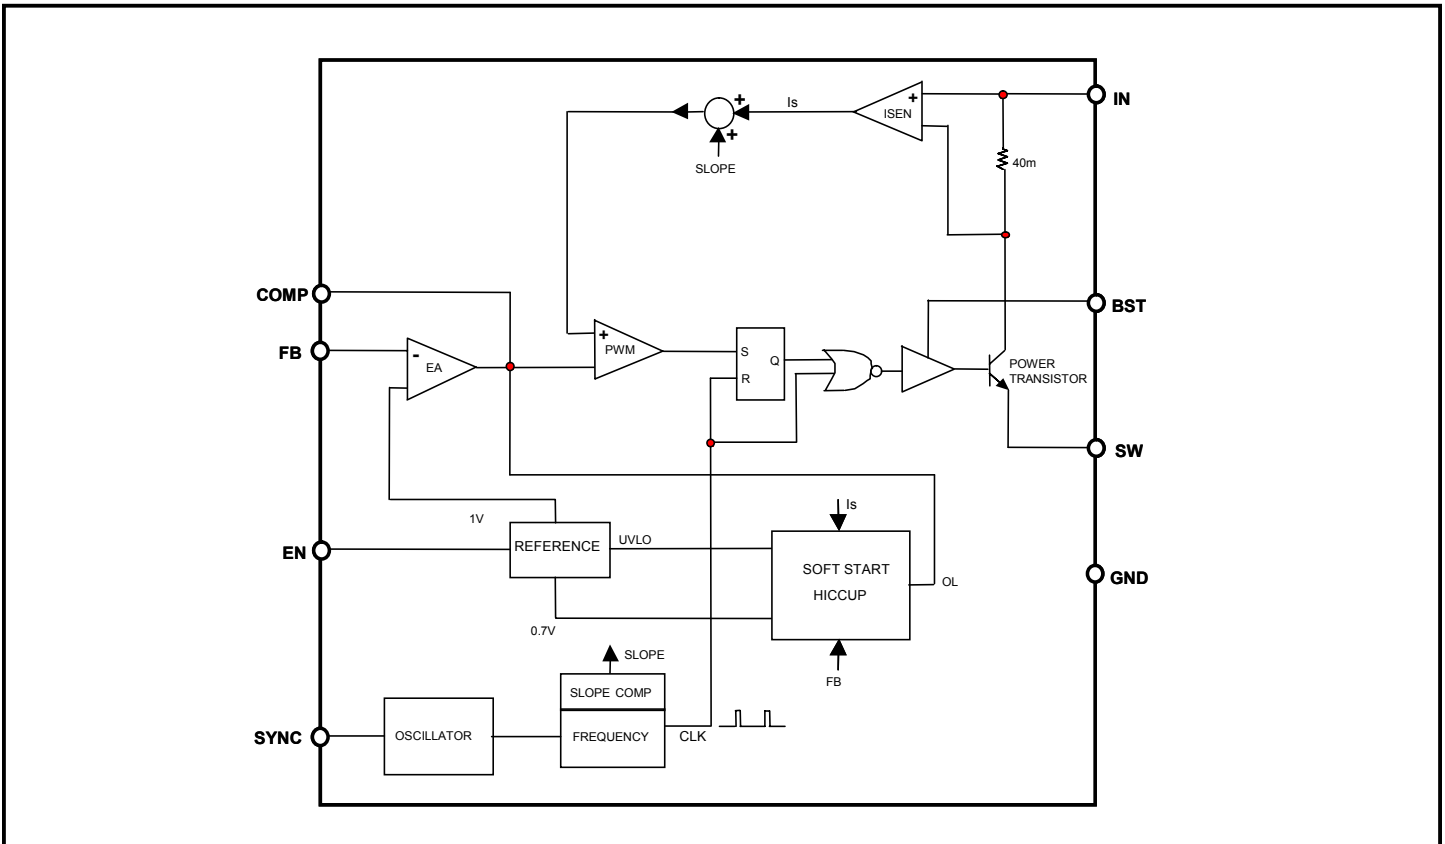 IN
+
Is
+
ISEN
+
SLOPE
40m
COMP
BST
FB
-
EA
+
PWM
S
Q
R
POWER
TRANSISTOR
SW
1V
Is
EN
REFERENCE
UVLO
SOFT START
HICCUP
OL
GND
0.7V
SLOPE
FB
SLOPE COMP
SYNC
OSCILLATOR
FREQUENCY
CLK